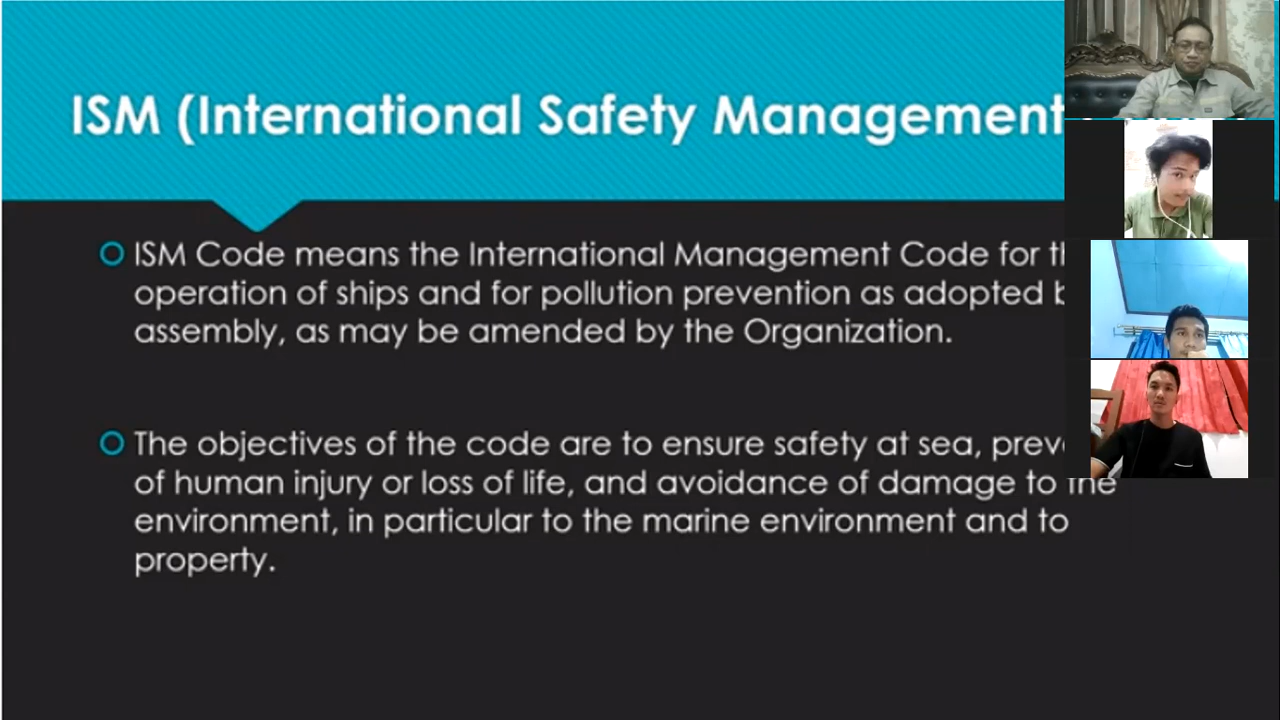 ISM (International Safety Management
ISM Code means the International Management Code for
operation of ships and for pollution prevention as adopted
assembly, as may be amended by the Organization.
The objectives of the code are to ensure safety at sea,
of human injury or loss of life, and avoidance of damage to the
environment, in particular to the marine environment and to
property.